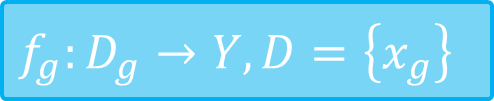 f_g: D_g → Y, D = {x_g}